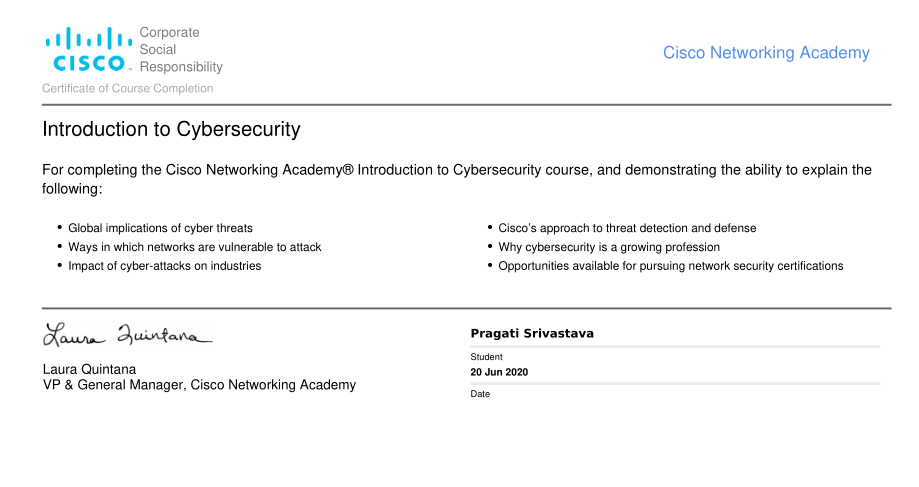 CISCO
Corporate
Social
Responsibility
Cisco Networking Academy
Certificate of Course Completion
Introduction to Cybersecurity
For completing the Cisco Networking Academy® Introduction to Cybersecurity course, and demonstrating the ability to explain the
following:
• Global implications of cyber threats
• Ways in which networks are vulnerable to attack
• Impact of cyber-attacks on industries
• Cisco's approach to threat detection and defense
• Why cybersecurity is a growing profession
• Opportunities available for pursuing network security certifications
Laura Quintana
Laura Quintana
VP & General Manager, Cisco Networking Academy
Pragati Srivastava
Student
20 Jun 2020
Date